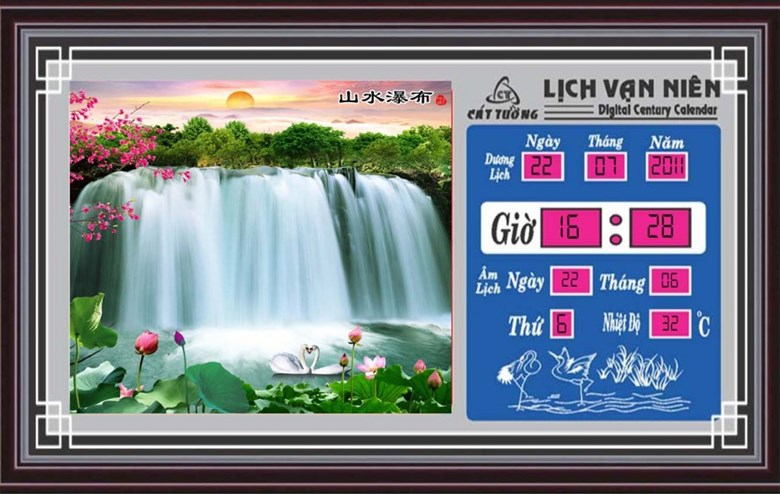 山水瀑布
CT
CÁT TƯỜNG
LỊCH VẠN NIÊN
Digital Century Calendar
Ngày Tháng Năm
Dương Lịch 22 07 2011
Giờ 16 : 28
Âm Lịch Ngày 22 Tháng 06
Thứ 6 Nhiệt Độ 32 °C